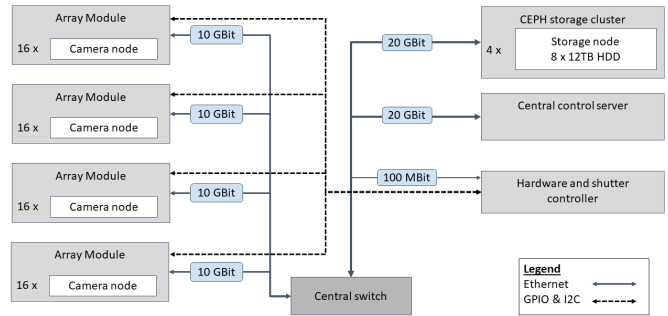 Array Module
16 x
Camera node
10 GBit
Array Module
16 x
Camera node
10 GBit
Array Module
16 x
Camera node
10 GBit
Array Module
16 x
Camera node
10 GBit
20 GBit
CEPH storage cluster
4 x
Storage node
8 x 12TB HDD
20 GBit
Central control server
100 MBit
Hardware and shutter
controller
Central switch
Legend
Ethernet
GPIO & I2C